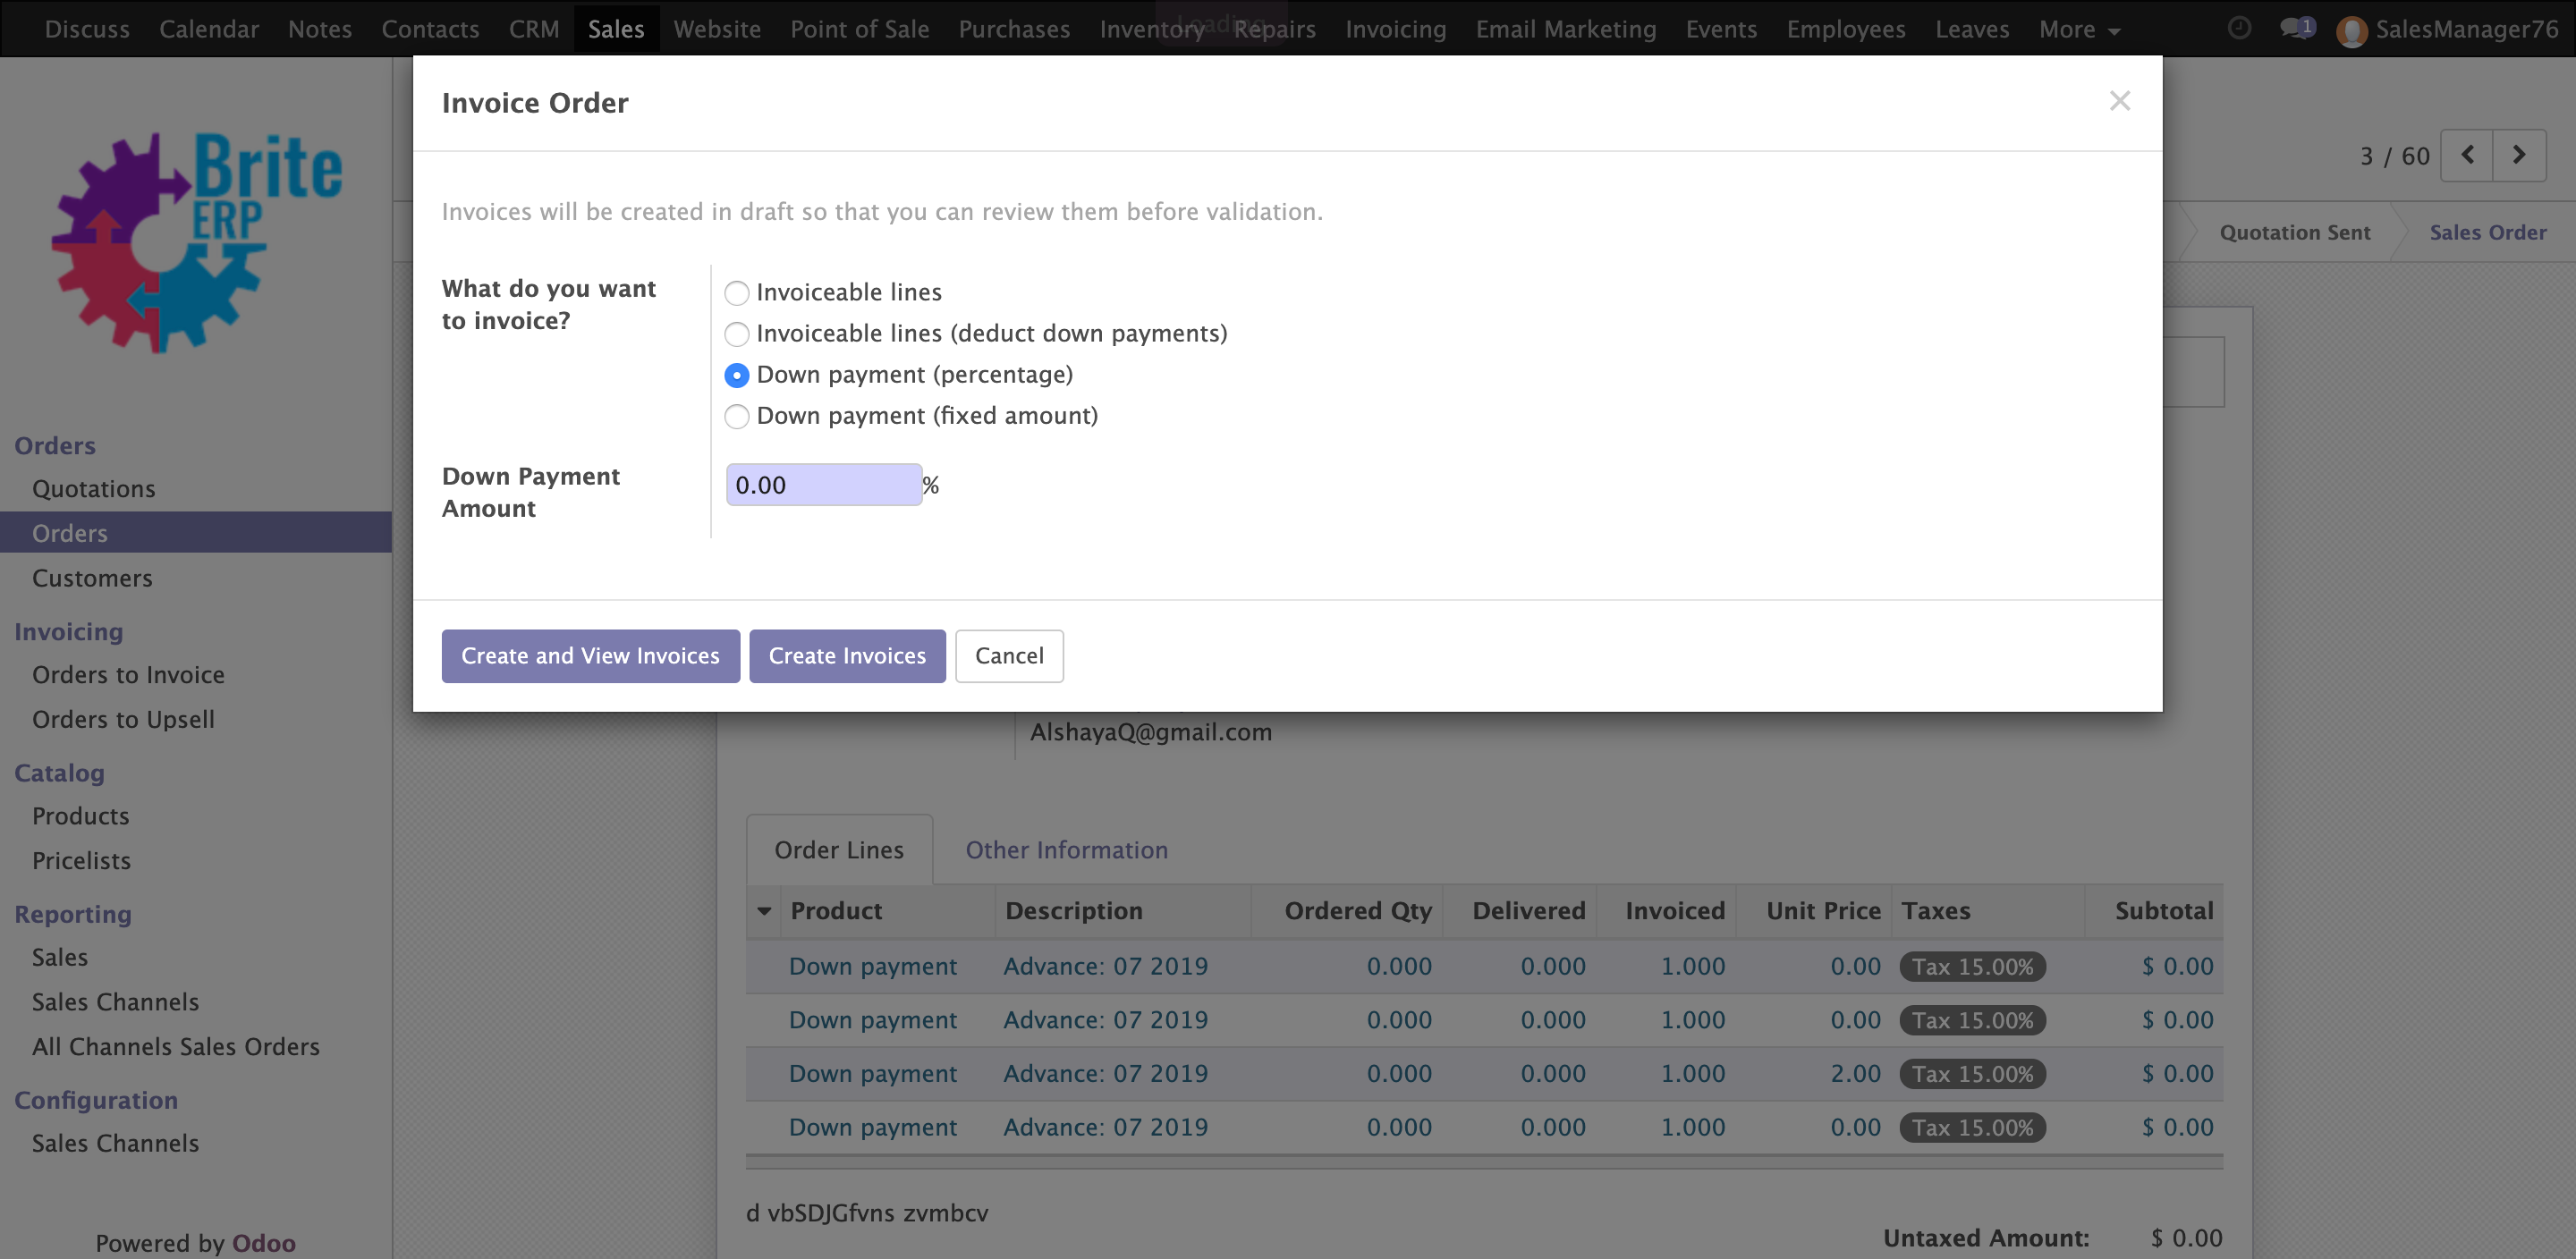 Discuss Calendar Notes Contacts CRM Sales Website Point of Sale Purchases Inventory Repairs Invoicing Email Marketing Events Employees Leaves More 1 SalesManager76
Loading
Invoice Order ×
Brite
ERP
3 / 60
Invoices will be created in draft so that you can review them before validation.
Quotation Sent Sales Order
What do you want
to invoice?
Invoiceable lines
Invoiceable lines (deduct down payments)
Down payment (percentage)
Down payment (fixed amount)
Down Payment
Amount
0.00 %
Create and View Invoices Create Invoices Cancel
Orders
Quotations
Orders
Customers
Invoicing
Orders to Invoice
Orders to Upsell
Catalog
Products
Pricelists
Reporting
Sales
Sales Channels
All Channels Sales Orders
Configuration
Sales Channels
Powered by Odoo
AlshayaQ@gmail.com
Order Lines Other Information
Product Description Ordered Qty Delivered Invoiced Unit Price Taxes Subtotal
Down payment Advance: 07 2019 0.000 0.000 1.000 0.00 Tax 15.00% $ 0.00
Down payment Advance: 07 2019 0.000 0.000 1.000 0.00 Tax 15.00% $ 0.00
Down payment Advance: 07 2019 0.000 0.000 1.000 2.00 Tax 15.00% $ 0.00
Down payment Advance: 07 2019 0.000 0.000 1.000 0.00 Tax 15.00% $ 0.00
d vbSDJGfvns zvmbcv
Untaxed Amount: $ 0.00